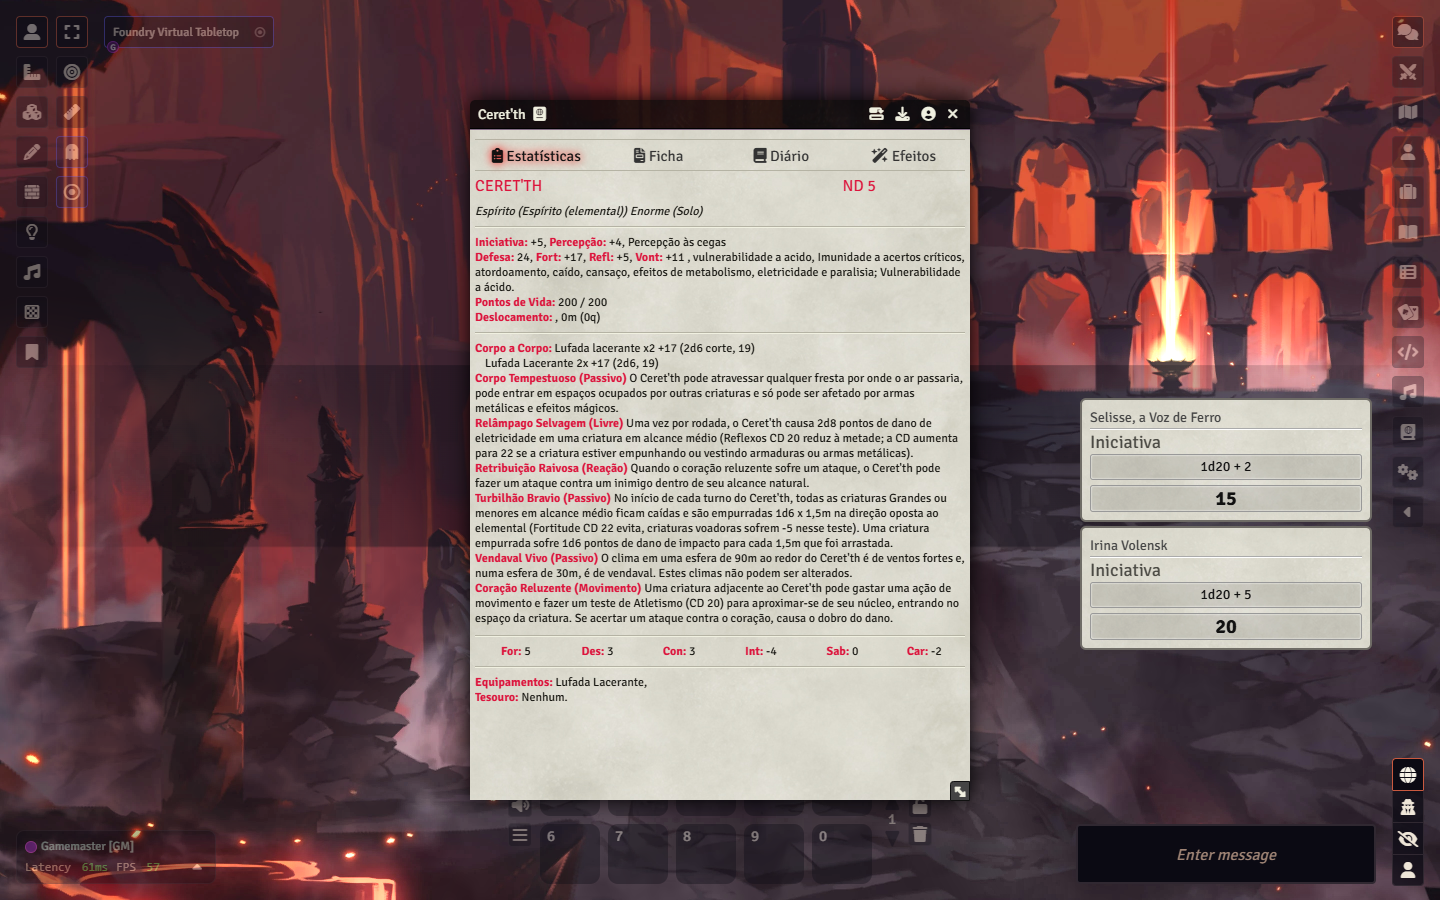 Foundry Virtual Tabletop
G
Ceret'th
Estatísticas
Ficha
Diário
Efeitos
CERET'TH
ND 5
Espírito (Espírito (elemental)) Enorme (Solo)
Iniciativa: +5, Percepção: +4, Percepção às cegas
Defesa: 24, Fort: +17, Refl: +5, Vont: +11 , vulnerabilidade a acido, Imunidade a acertos críticos,
atordoamento, caído, cansaço, efeitos de metabolismo, eletricidade e paralisia; Vulnerabilidade
a ácido.
Pontos de Vida: 200 / 200
Deslocamento: , 0m (0q)
Corpo a Corpo: Lufada lacerante x2 +17 (2d6 corte, 19)
Lufada Lacerante 2x +17 (2d6, 19)
Corpo Tempestuoso (Passivo) O Ceret'th pode atravessar qualquer fresta por onde o ar passaria,
pode entrar em espaços ocupados por outras criaturas e só pode ser afetado por armas
metálicas e efeitos mágicos.
Relâmpago Selvagem (Livre) Uma vez por rodada, o Ceret'th causa 2d8 pontos de dano de
eletricidade em uma criatura em alcance médio (Reflexos CD 20 reduz à metade; a CD aumenta
para 22 se a criatura estiver empunhando ou vestindo armaduras ou armas metálicas).
Retribuição Raivosa (Reação) Quando o coração reluzente sofre um ataque, o Ceret'th pode
fazer um ataque contra um inimigo dentro de seu alcance natural.
Turbilhão Bravio (Passivo) No início de cada turno do Ceret'th, todas as criaturas Grandes ou
menores em alcance médio ficam caídas e são empurradas 1d6 x 1,5m na direção oposta ao
elemental (Fortitude CD 22 evita, criaturas voadoras sofrem -5 nesse teste). Uma criatura
empurrada sofre 1d6 pontos de dano de impacto para cada 1,5m que foi arrastada.
Vendaval Vivo (Passivo) O clima em uma esfera de 90m ao redor do Ceret'th é de ventos fortes e,
numa esfera de 30m, é de vendaval. Estes climas não podem ser alterados.
Coração Reluzente (Movimento) Uma criatura adjacente ao Ceret'th pode gastar uma ação de
movimento e fazer um teste de Atletismo (CD 20) para aproximar-se de seu núcleo, entrando no
espaço da criatura. Se acertar um ataque contra o coração, causa o dobro do dano.
For: 5 Des: 3 Con: 3 Int: -4 Sab: 0 Car: -2
Equipamentos: Lufada Lacerante,
Tesouro: Nenhum.
Selisse, a Voz de Ferro
Iniciativa
1d20 + 2
15
Irina Volensk
Iniciativa
1d20 + 5
20
Gamemaster [GM]
Latency 61ms FPS 57
6 7 8 9 0
1
Enter message